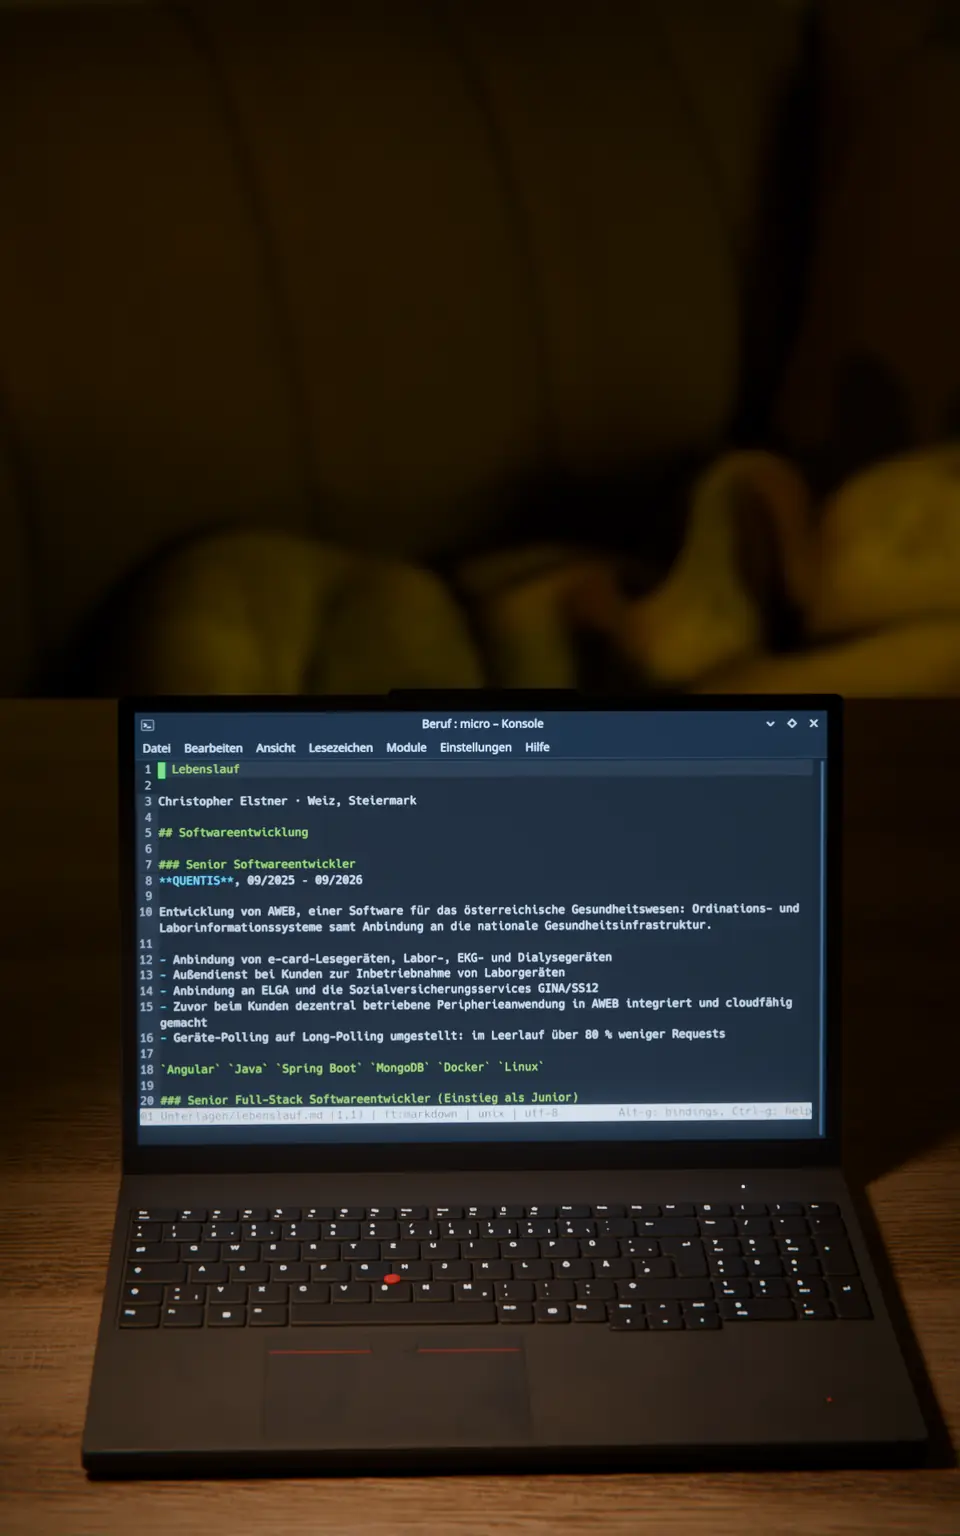 Beruf : micro – Konsole
Datei Bearbeiten Ansicht Lesezeichen Module Einstellungen Hilfe
1 Lebenslauf
2
3 Christopher Elstner · Weiz, Steiermark
4
5 ## Softwareentwicklung
6
7 ### Senior Softwareentwickler
8 **QUENTIS**, 09/2025 - 09/2026
9
10 Entwicklung von AWEB, einer Software für das österreichische Gesundheitswesen: Ordinations- und
Laborinformationssysteme samt Anbindung an die nationale Gesundheitsinfrastruktur.
11
12 - Anbindung von e-card-Lesegeräten, Labor-, EKG- und Dialysegeräten
13 - Außendienst bei Kunden zur Inbetriebnahme von Laborgeräten
14 - Anbindung an ELGA und die Sozialversicherungsservices GINA/SS12
15 - Zuvor beim Kunden dezentral betriebene Peripherieanwendung in AWEB integriert und cloudfähig
gemacht
16 - Geräte-Polling auf Long-Polling umgestellt: im Leerlauf über 80 % weniger Requests
17
18 `Angular` `Java` `Spring Boot` `MongoDB` `Docker` `Linux`
19
20 ### Senior Full-Stack Softwareentwickler (Einstieg als Junior)
Unterlagen/lebenslauf.md (1,1) | ft:markdown | unix | utf-8 Alt-g: bindings, Ctrl-g: help
Q W E R T Z U I O P Ü
A S D F G H J K L Ö Ä
Y X C V B N M